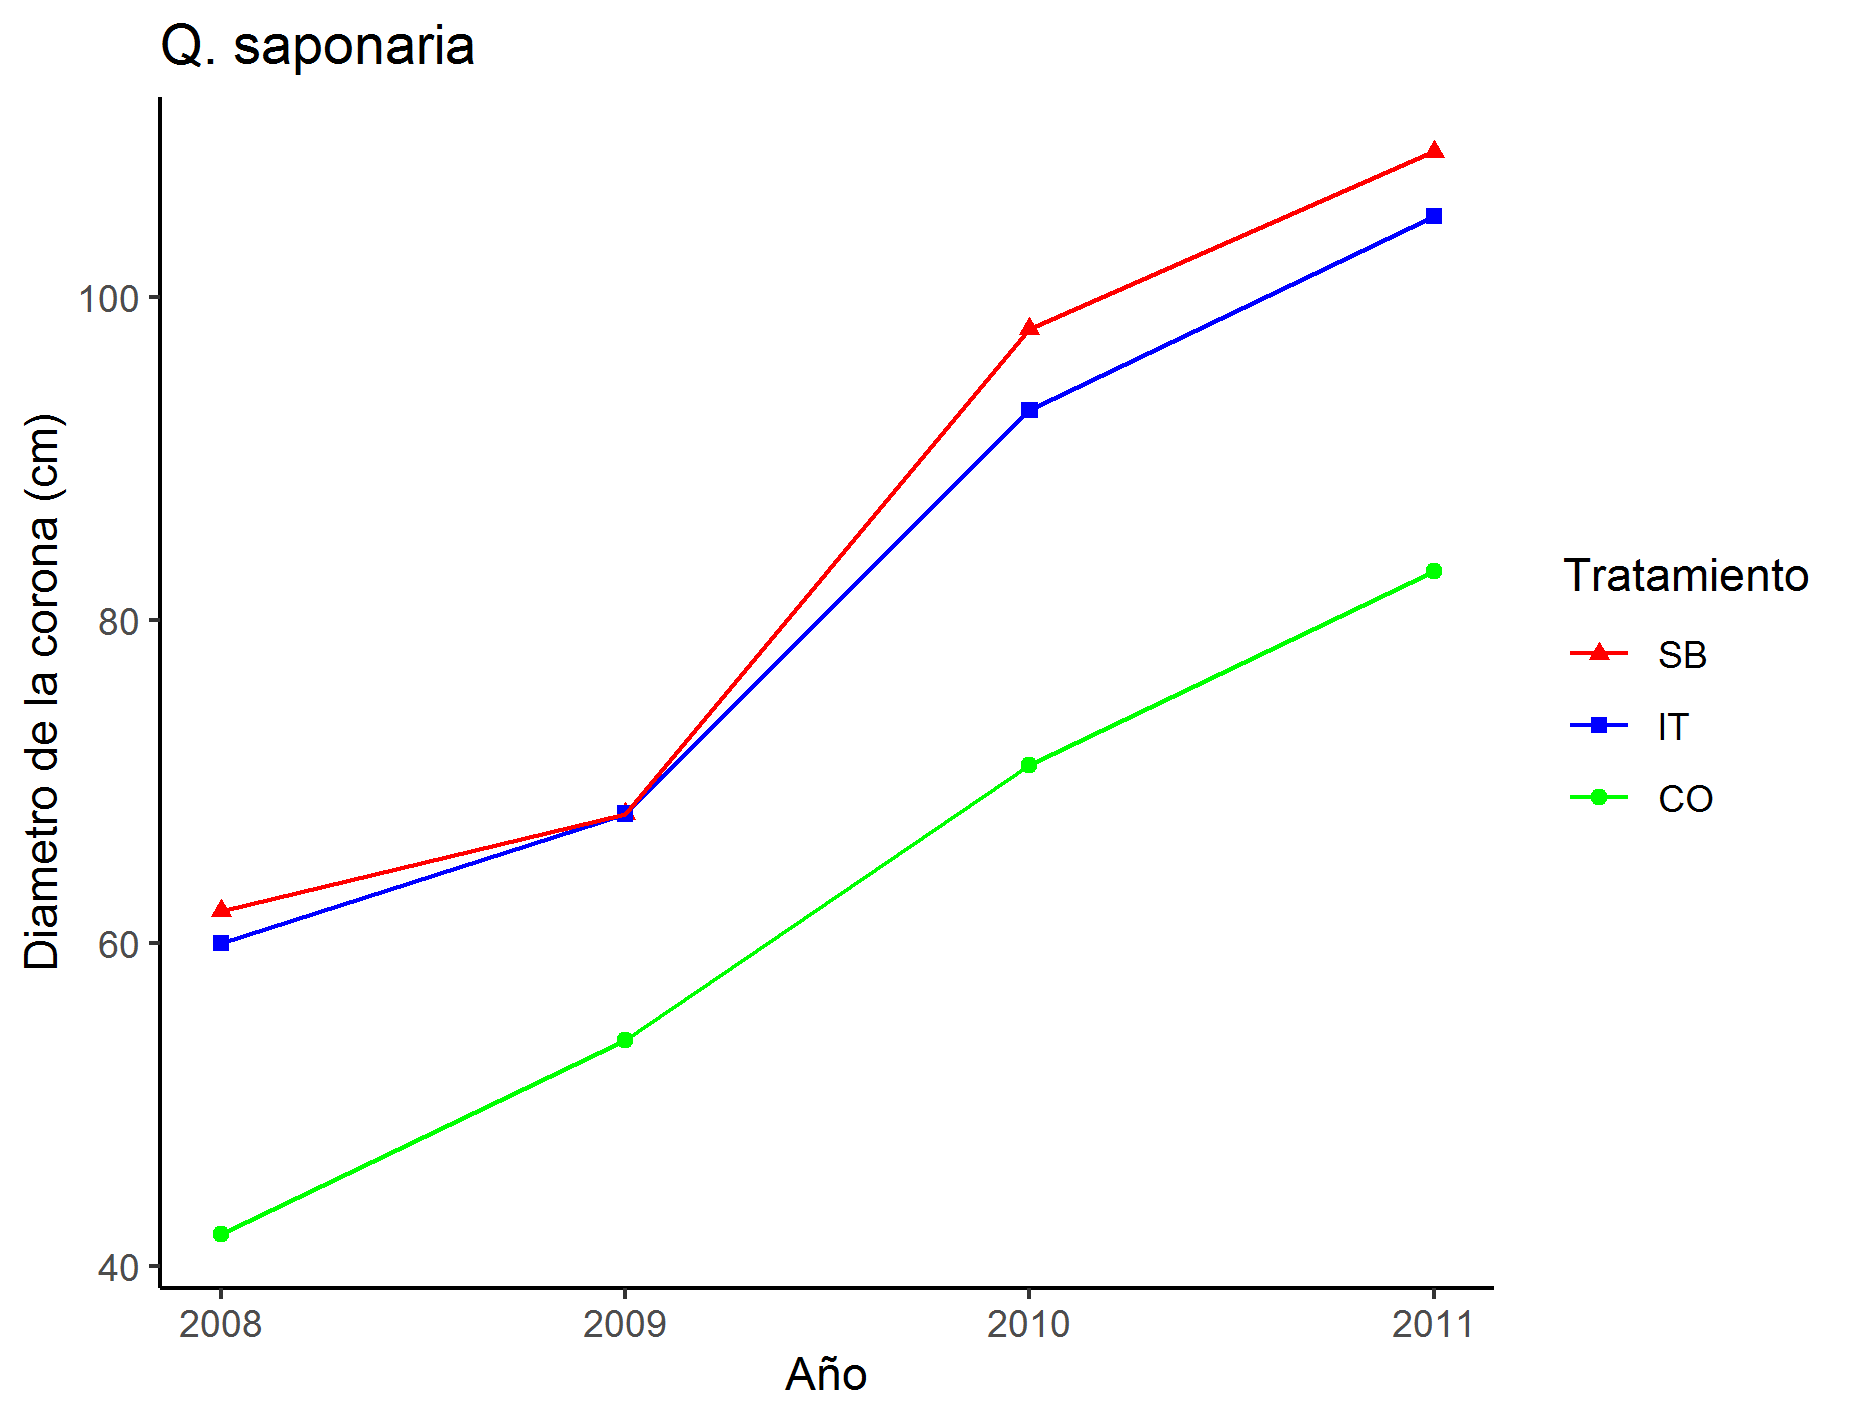 Q. saponaria
Diametro de la corona (cm)
100
80
60
40
2008
2009
2010
2011
Año
Tratamiento
SB
IT
CO